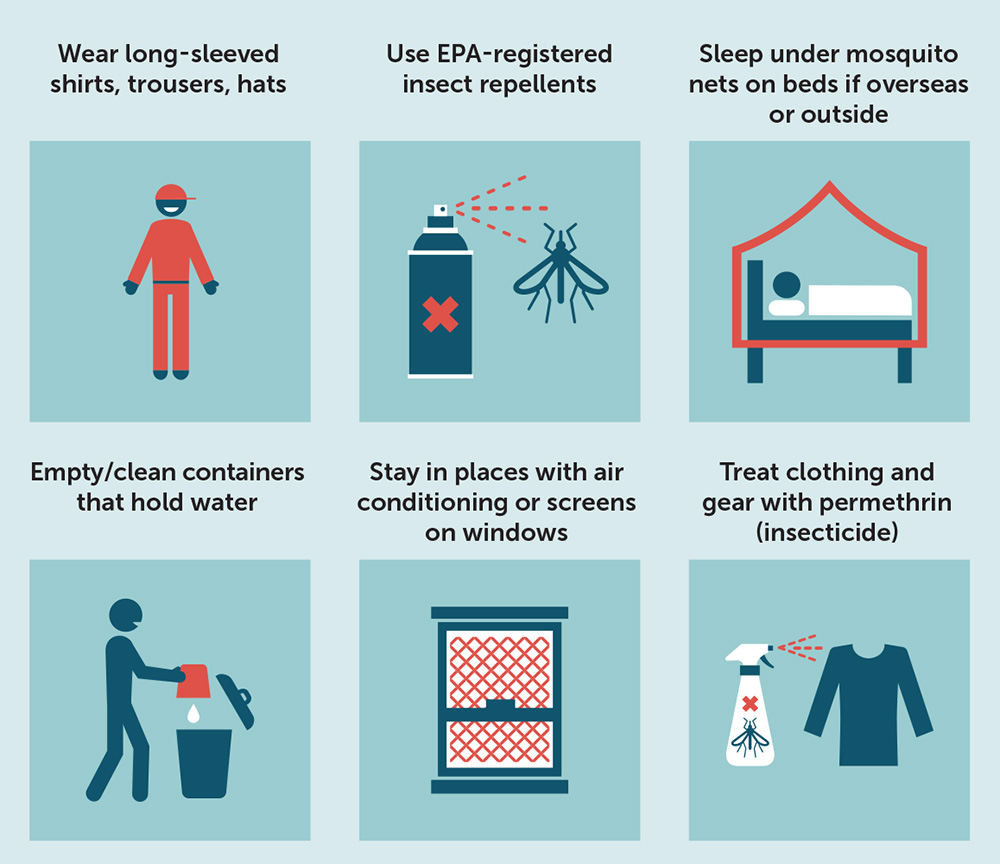 Wear long-sleeved
shirts, trousers, hats
Use EPA-registered
insect repellents
Sleep under mosquito
nets on beds if overseas
or outside
Empty/clean containers
that hold water
Stay in places with air
conditioning or screens
on windows
Treat clothing and
gear with permethrin
(insecticide)